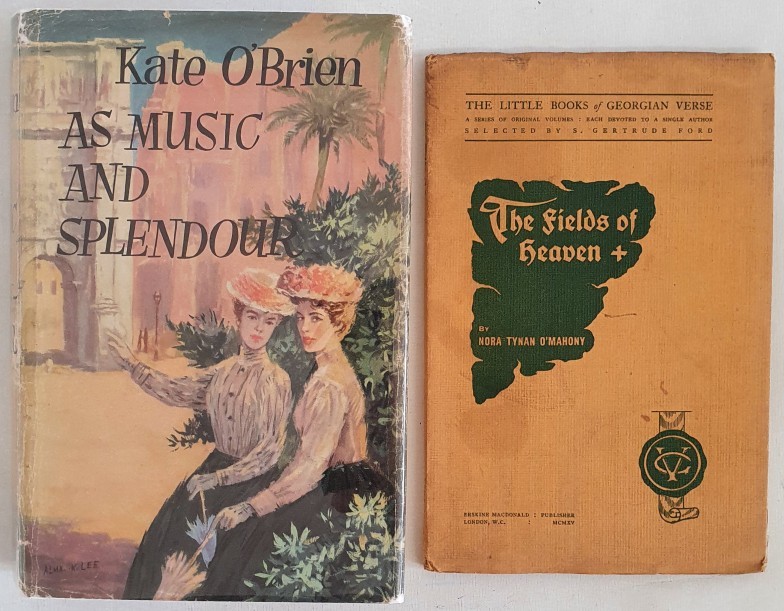 Kate O'Brien
AS MUSIC
AND
SPLENDOUR
V. LEE
THE LITTLE BOOKS of GEORGIAN VERSE
A SERIES OF ORIGINAL VOLUMES : EACH DEVOTED TO A SINGLE AUTHOR
SELECTED BY S. GERTRUDE FORD
The Fields of
Heaven +
BY
NORA TYNAN O'MAHONY
ERSKINE MACDONALD : PUBLISHER
LONDON, W.C. : MCMXV